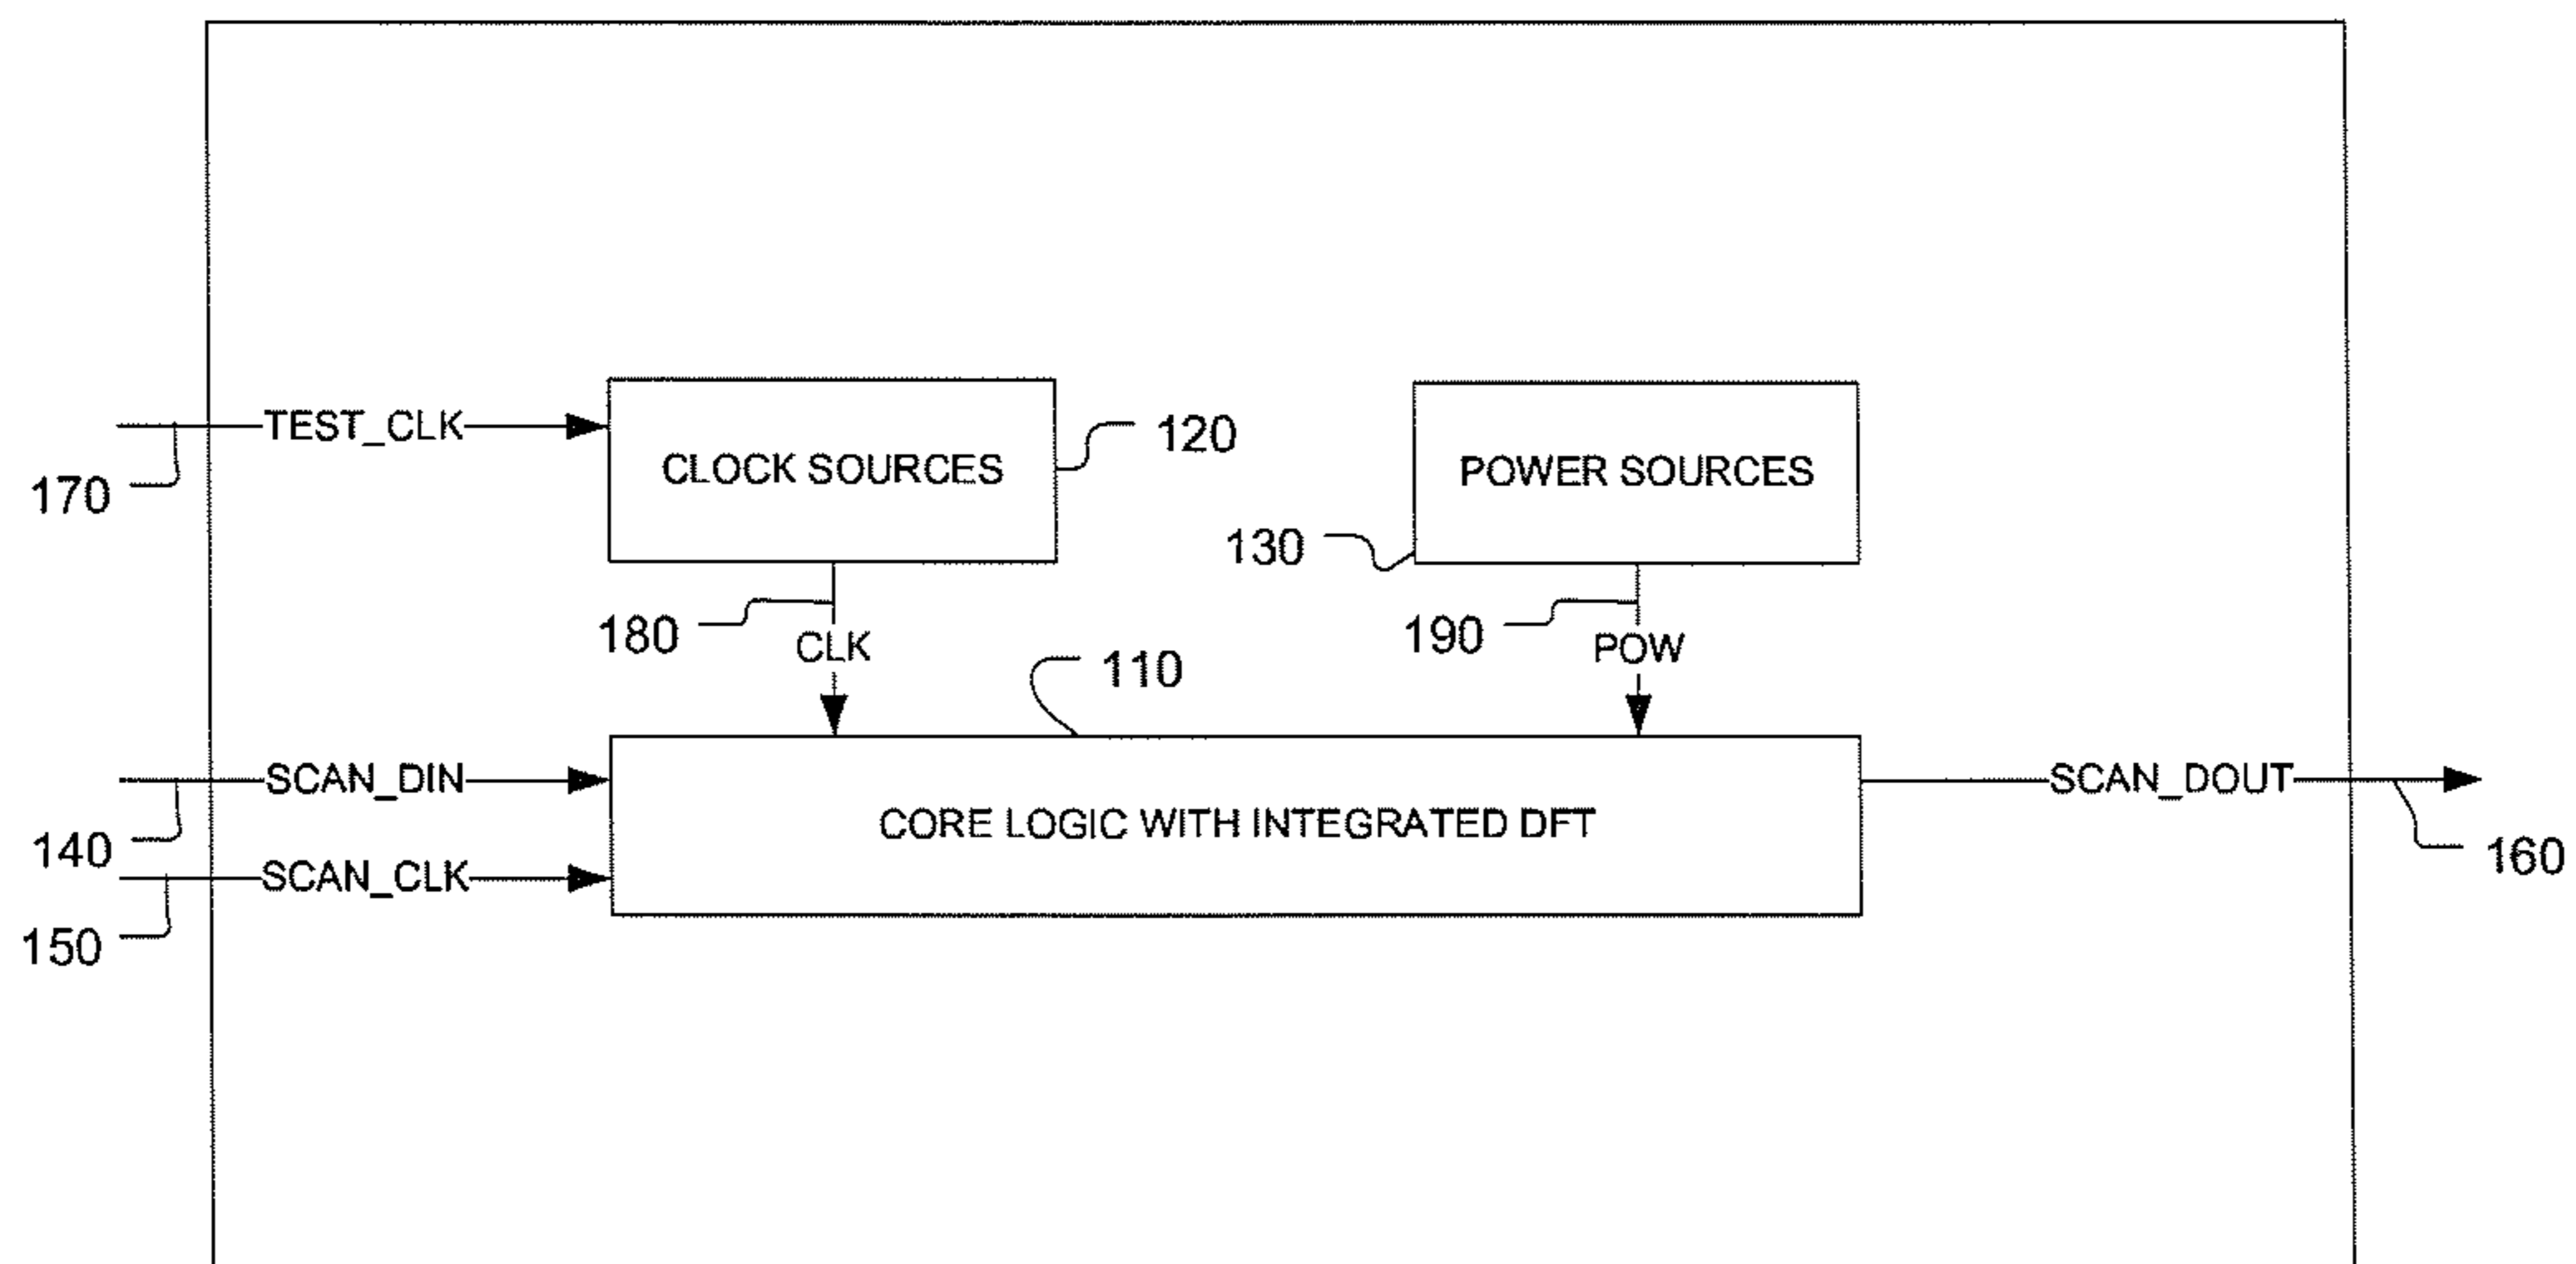 TEST_CLK
170
CLOCK SOURCES
120
POWER SOURCES
130
180
CLK
190
POW
110
SCAN_DIN
140
SCAN_CLK
150
CORE LOGIC WITH INTEGRATED DFT
SCAN_DOUT
160